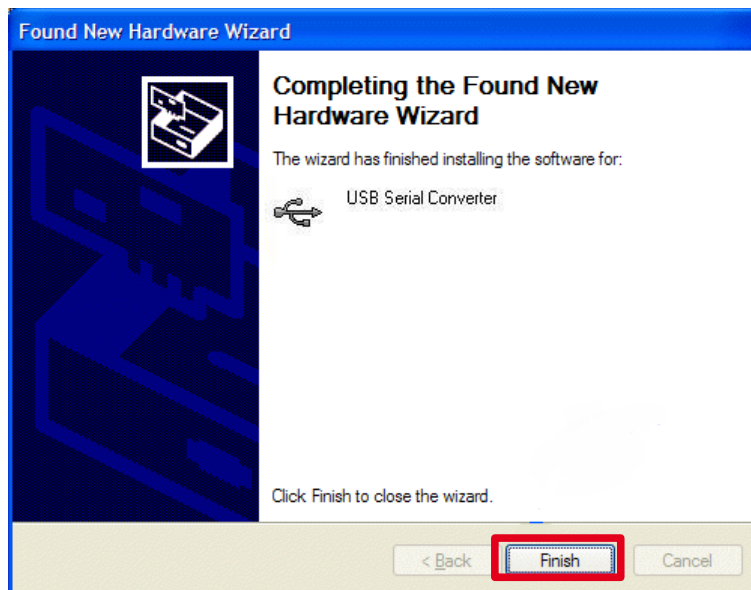 Found New Hardware Wizard
Completing the Found New
Hardware Wizard
The wizard has finished installing the software for:
USB Serial Converter
Click Finish to close the wizard.
< Back Finish Cancel